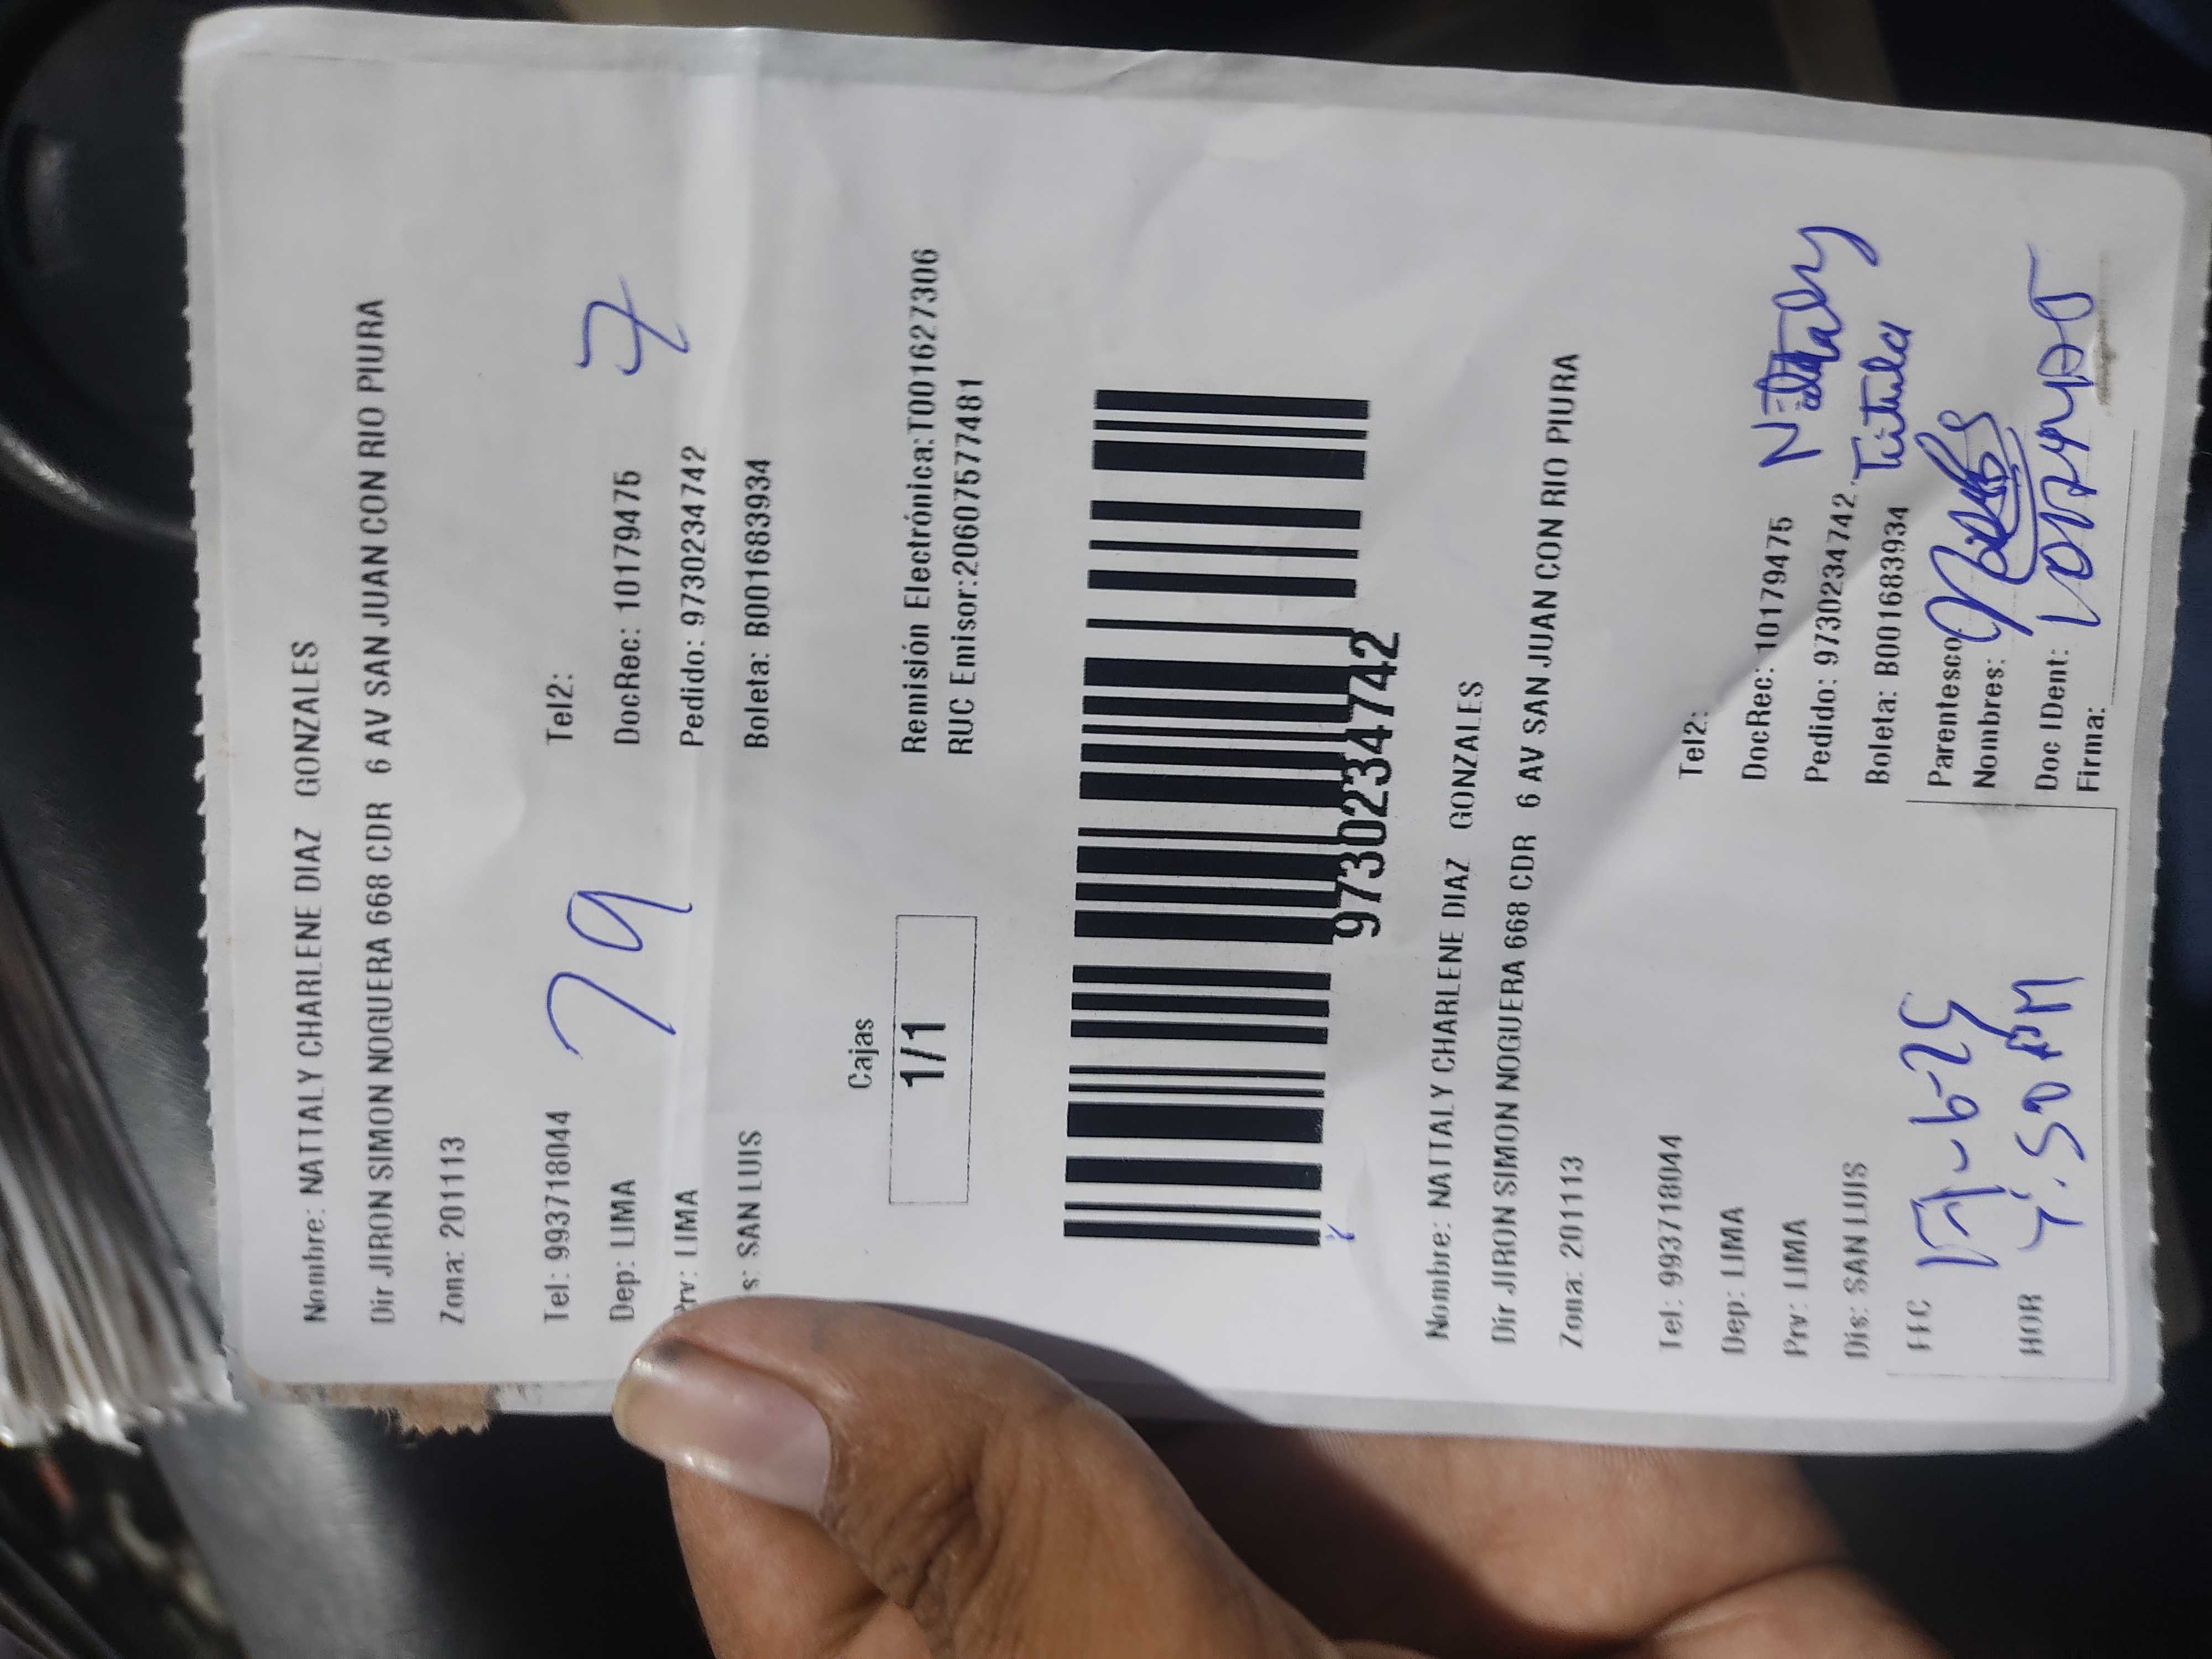 Nombre: NATTALY CHARLENE DIAZ GONZALES
Dir JIRON SIMON NOGUERA 668 CDR 6 AV SAN JUAN CON RIO PIURA
Zona: 201113
Tel: 993718044 Tel2:
Dep: LIMA 79 DocRec: 10179475 7
Prv: LIMA Pedido: 9730234742
s: SAN LUIS Boleta: B001683934
Cajas
1/1
Remisión Electrónica:T001627306
RUC Emisor:20607577481
9730234742
Nombre: NATTALY CHARLENE DIAZ GONZALES
Dir JIRON SIMON NOGUERA 668 CDR 6 AV SAN JUAN CON RIO PIURA
Zona: 201113
Tel: 993718044 Tel2:
Dep: LIMA DocRec: 10179475
Prv: LIMA Pedido: 9730234742
Dis: SAN LUIS Boleta: B001683934
Nattaly
Titular
FEC
HOR
Parentesco:
Nombres:
Doc IDent: 10179475
Firma: